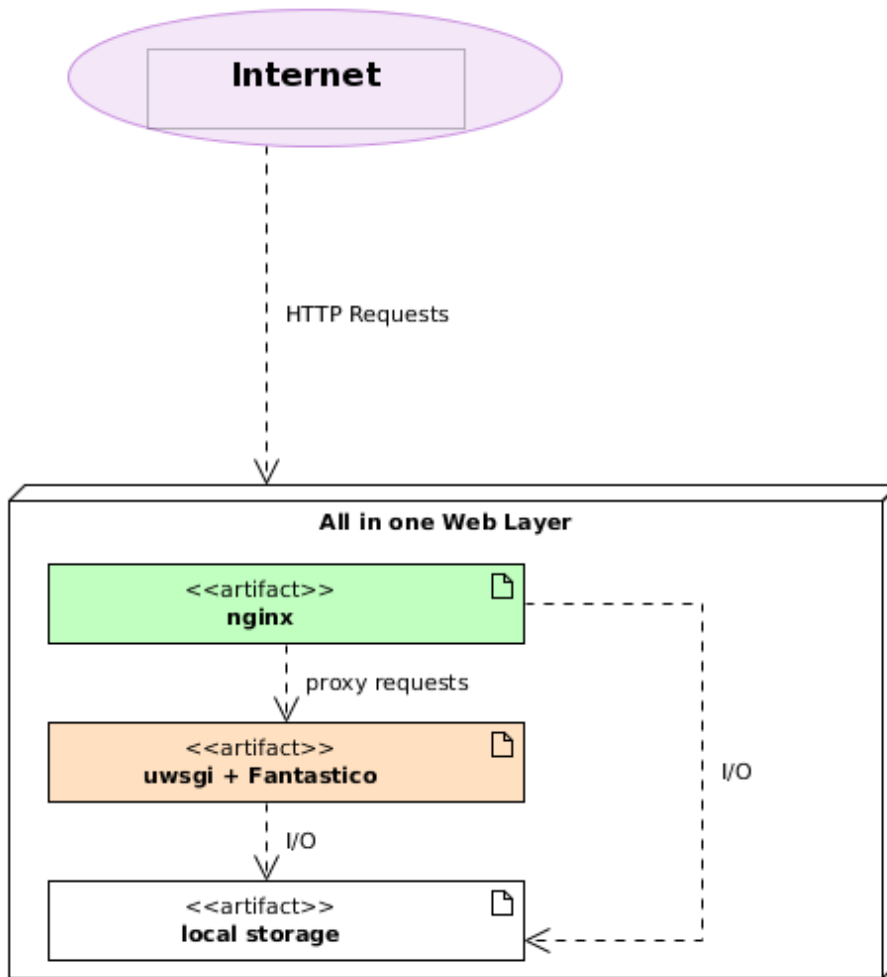 Internet
HTTP Requests
All in one Web Layer
<<artifact>>
nginx
proxy requests
<<artifact>>
uwsgi + Fantastico
I/O
I/O
<<artifact>>
local storage